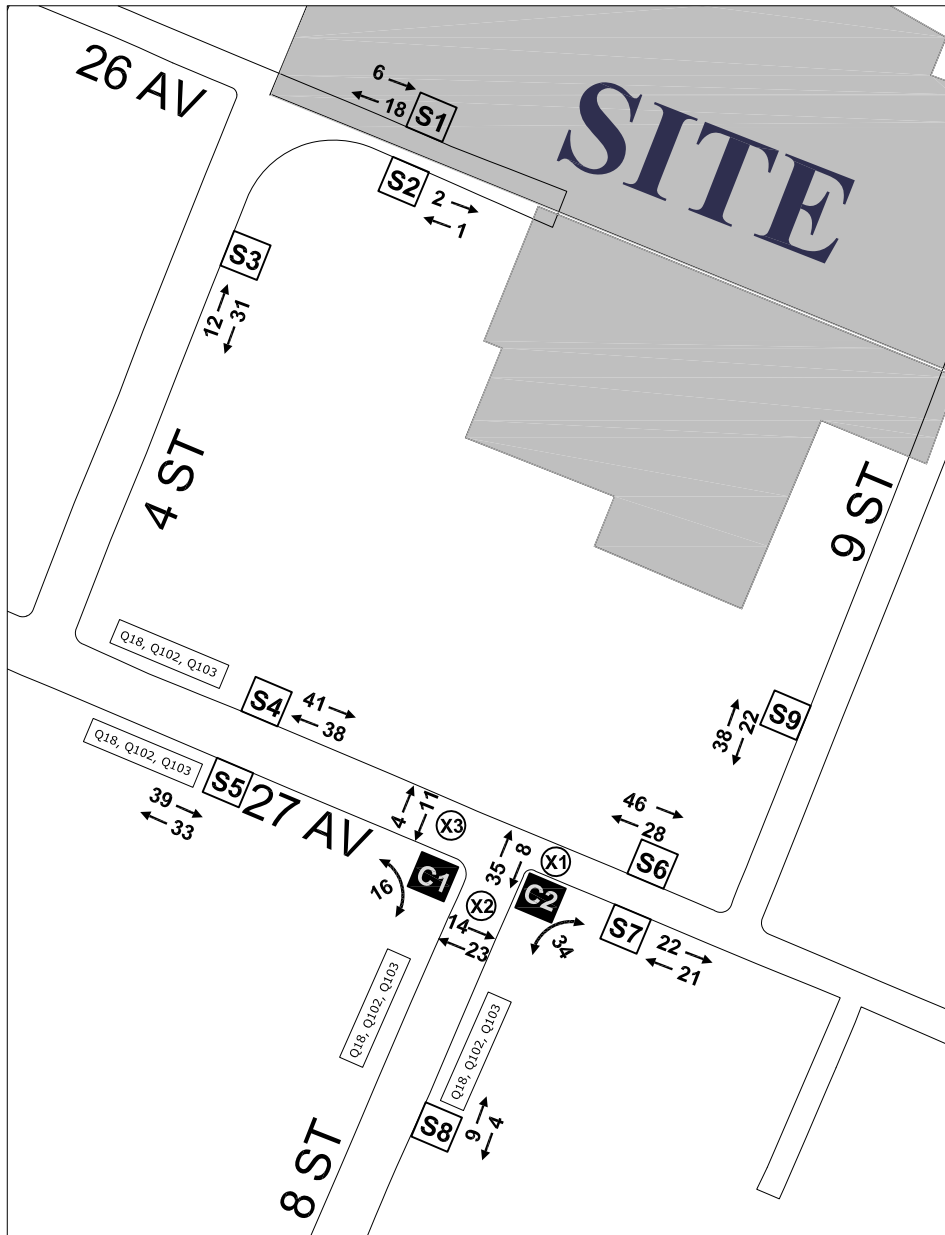 26 AV
6
18
S1
SITE
S2
2
1
S3
12
31
4 ST
9 ST
Q18, Q102, Q103
S4
41
38
S9
38
22
Q18, Q102, Q103
S5
39
33
27 AV
4
11
X3
46
28
S6
35
8
X1
C1
16
X2
C2
14
23
34
S7
22
21
Q18, Q102, Q103
Q18, Q102, Q103
S8
9
4
8 ST